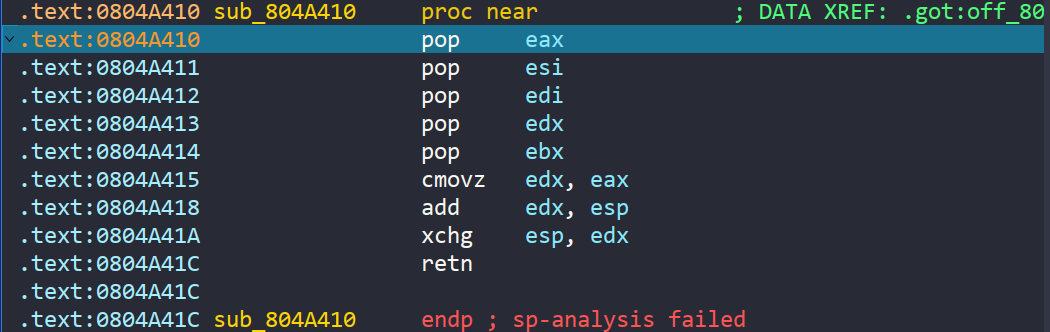 .text:0804A410 sub_804A410 proc near ; DATA XREF: .got:off_80
.text:0804A410 pop eax
.text:0804A411 pop esi
.text:0804A412 pop edi
.text:0804A413 pop edx
.text:0804A414 pop ebx
.text:0804A415 cmovz edx, eax
.text:0804A418 add edx, esp
.text:0804A41A xchg esp, edx
.text:0804A41C retn
.text:0804A41C
.text:0804A41C sub_804A410 endp ; sp-analysis failed